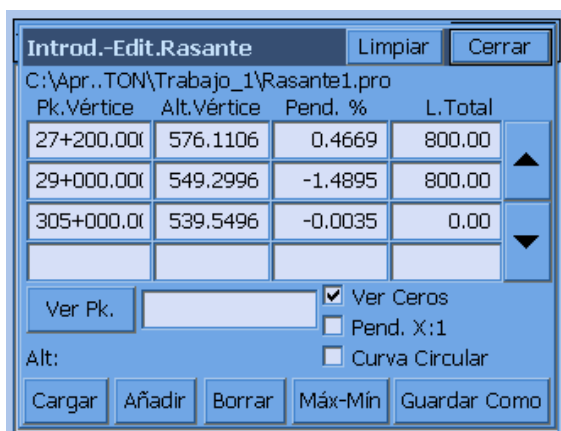 Introd.-Edit.Rasante Limpiar Cerrar
C:\Apr..TON\Trabajo_1\Rasante1.pro
Pk.Vértice Alt.Vértice Pend. % L.Total
27+200.00( 576.1106 0.4669 800.00
29+000.00( 549.2996 -1.4895 800.00
305+000.0( 539.5496 -0.0035 0.00
Ver Pk. Ver Ceros
Pend. X:1
Alt: Curva Circular
Cargar Añadir Borrar Máx-Mín Guardar Como